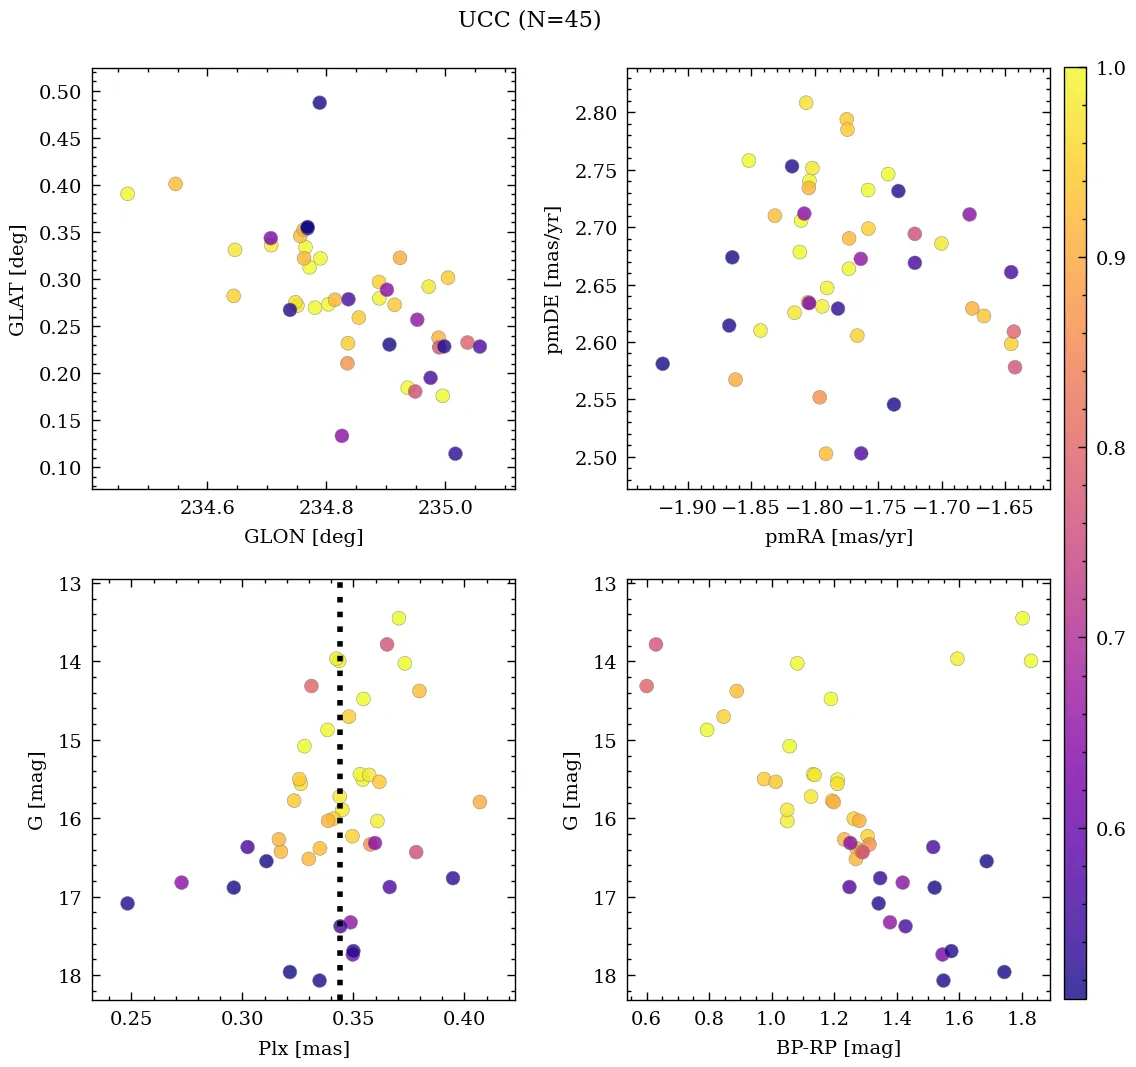 UCC (N=45)
0.50
0.45
0.40
0.35
0.30
0.25
0.20
0.15
0.10
GLAT [deg]
234.6 234.8 235.0
GLON [deg]
2.80
2.75
2.70
2.65
2.60
2.55
2.50
pmDE [mas/yr]
−1.90 −1.85 −1.80 −1.75 −1.70 −1.65
pmRA [mas/yr]
13
14
15
16
17
18
G [mag]
0.25 0.30 0.35 0.40
Plx [mas]
13
14
15
16
17
18
G [mag]
0.6 0.8 1.0 1.2 1.4 1.6 1.8
BP-RP [mag]
1.0
0.9
0.8
0.7
0.6